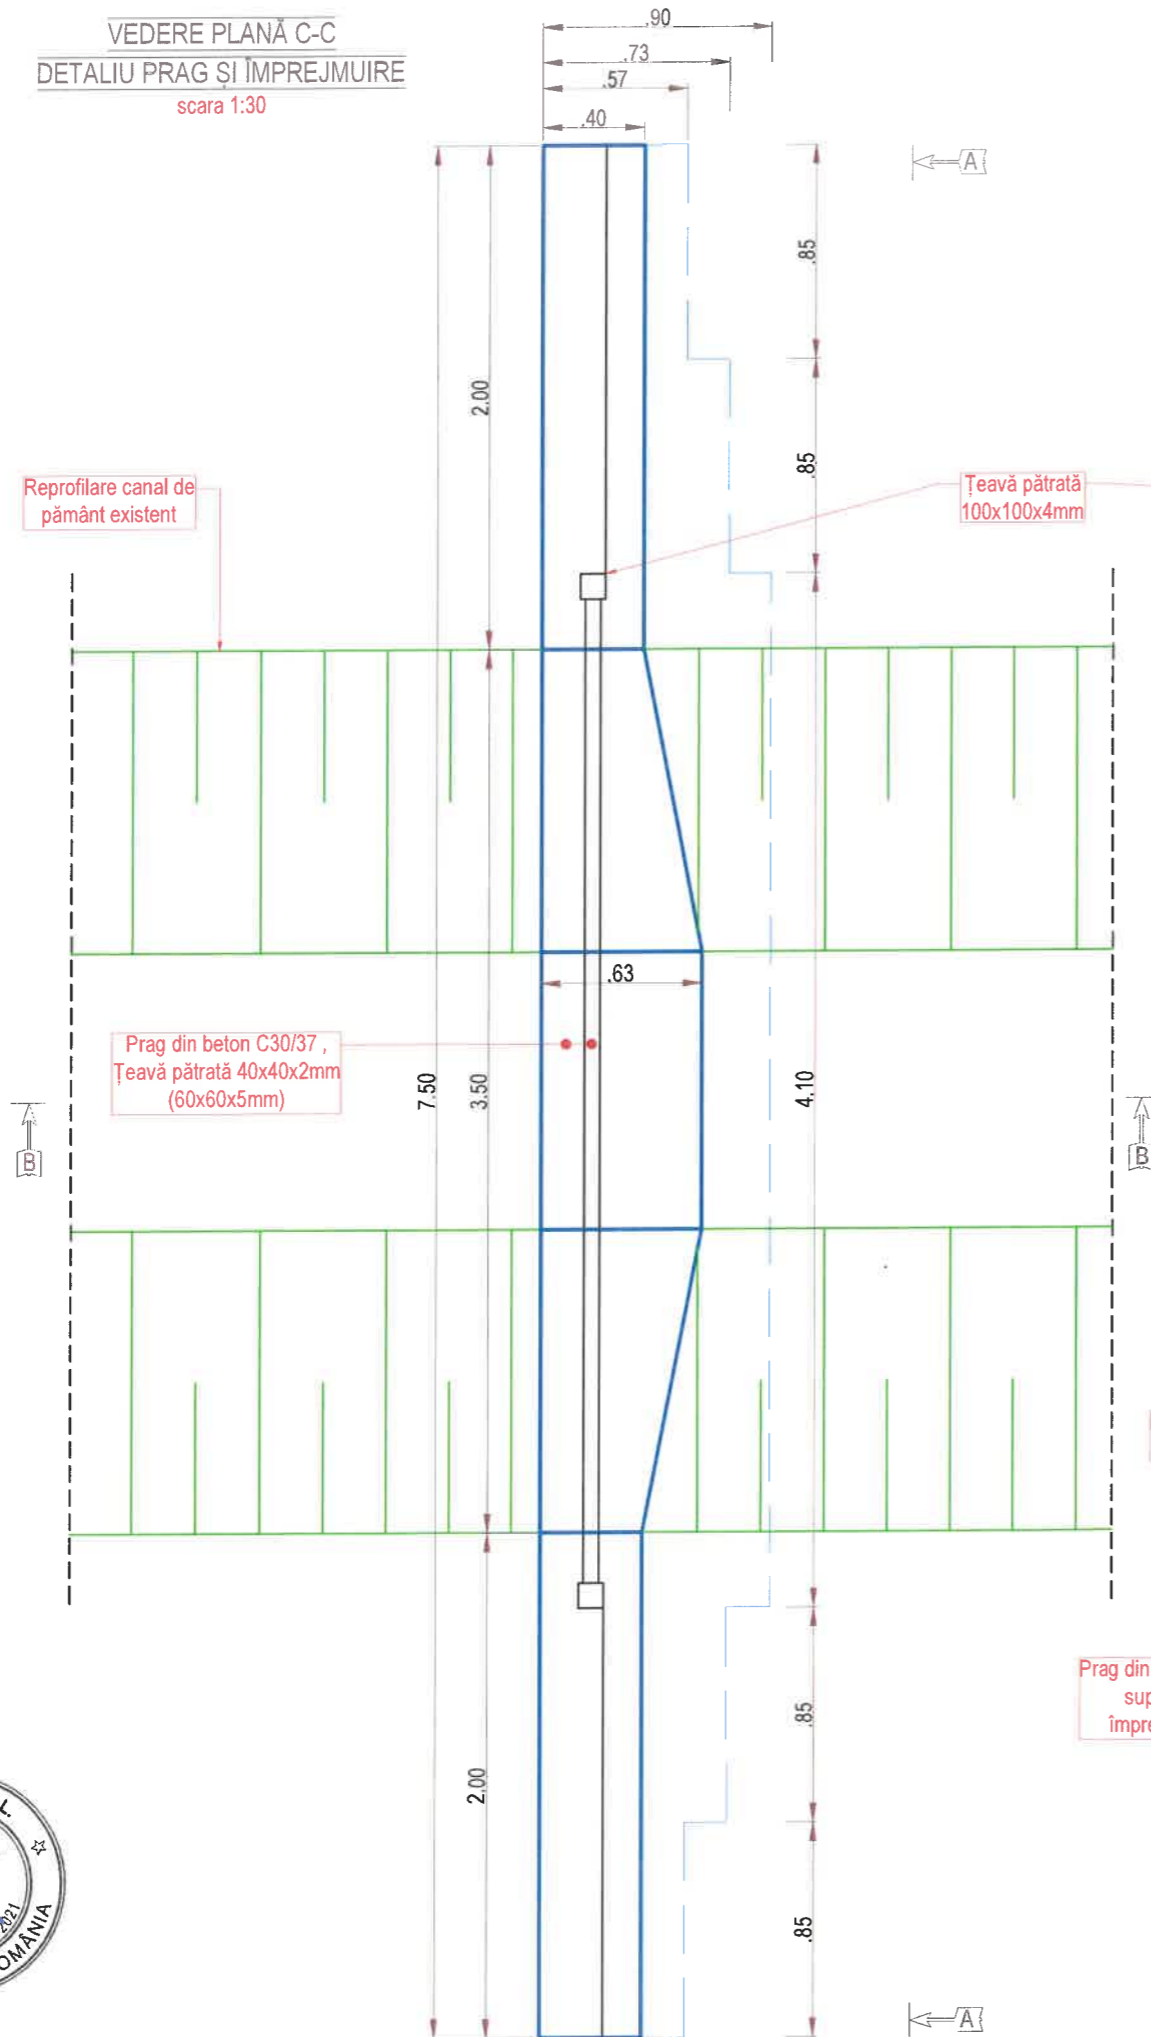 VEDERE PLANĂ C-C
DETALIU PRAG ȘI ÎMPREJMUIRE
scara 1:30
.90
.73
.57
.40
A
.85
2.00
.85
Reprofilare canal de
pământ existent
Țeavă pătrată
100x100x4mm
.63
Prag din beton C30/37 ,
Țeavă pătrată 40x40x2mm
(60x60x5mm)
7.50
3.50
4.10
B
B
Prag din
.85
2.00
2021
OMÂNIA
.85
A